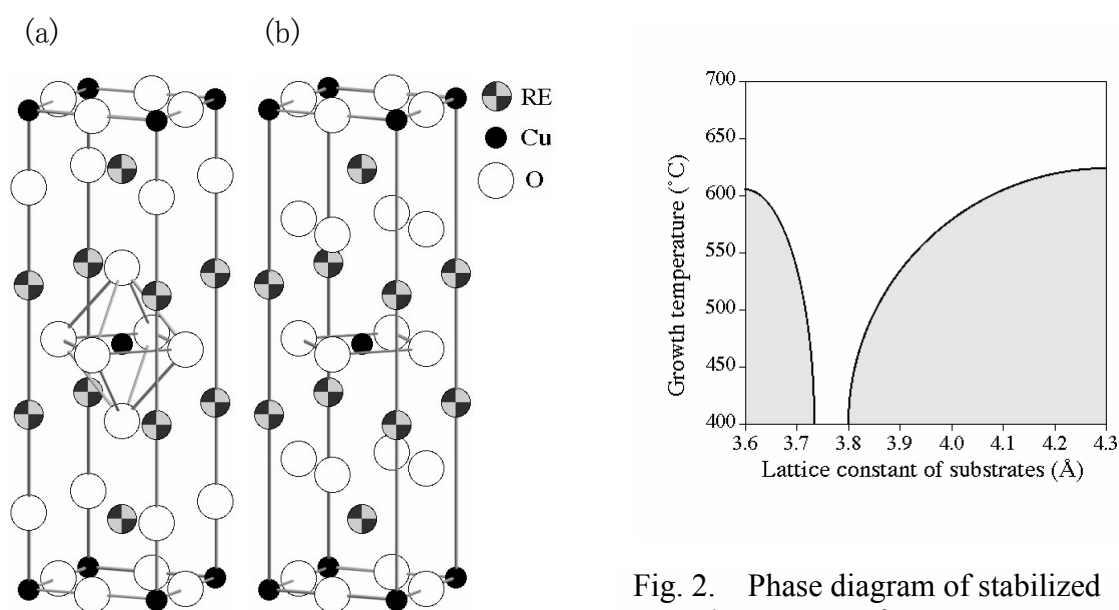 (a)
(b)
RE
Cu
O
700
650
600
550
500
450
400
Growth temperature (˚C)
3.6 3.7 3.8 3.9 4.0 4.1 4.2 4.3
Lattice constant of substrates (Å)
Fig. 2. Phase diagram of stabilized